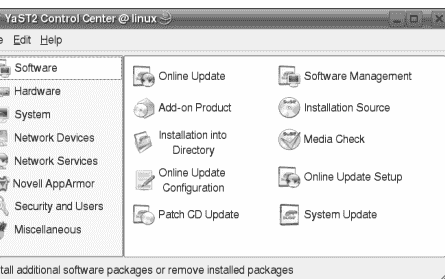 YaST2 Control Center @ linux
e Edit Help
Software
Hardware
System
Network Devices
Network Services
Novell AppArmor
Security and Users
Miscellaneous
Online Update
Software Management
Add-on Product
Installation Source
Installation into
Directory
Media Check
Online Update
Configuration
Online Update Setup
Patch CD Update
System Update
tall additional software packages or remove installed packages